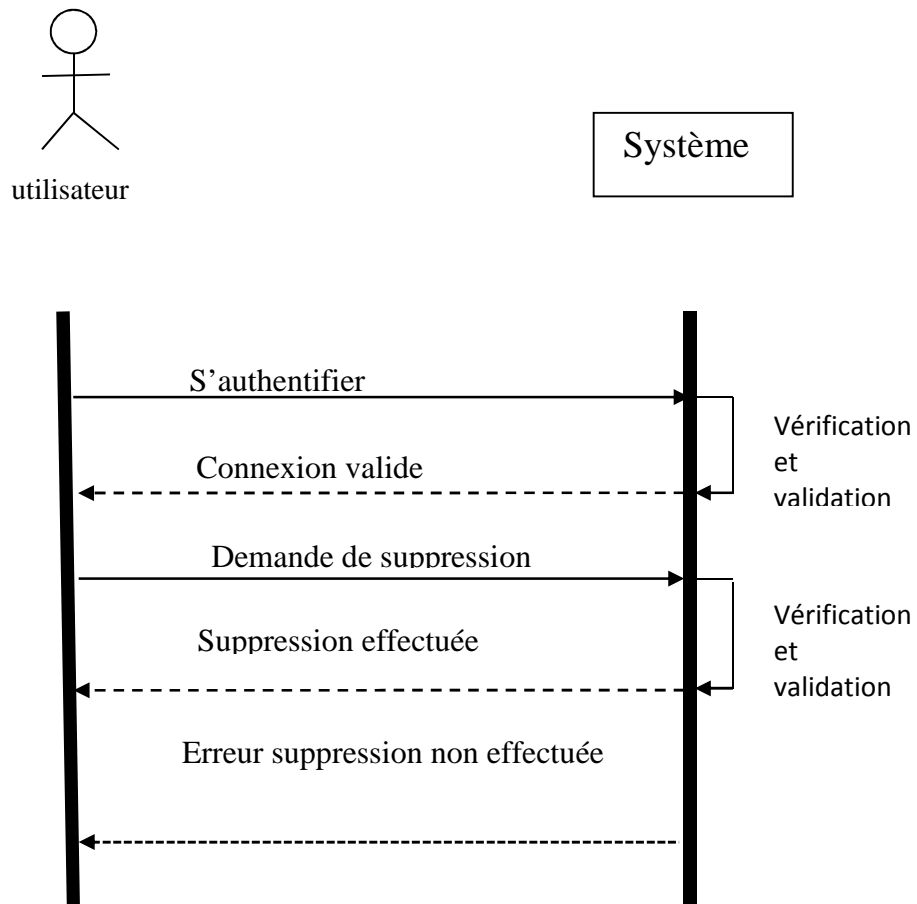 Système
utilisateur
S’authentifier
Vérification
et
validation
Connexion valide
Demande de suppression
Vérification
et
validation
Suppression effectuée
Erreur suppression non effectuée